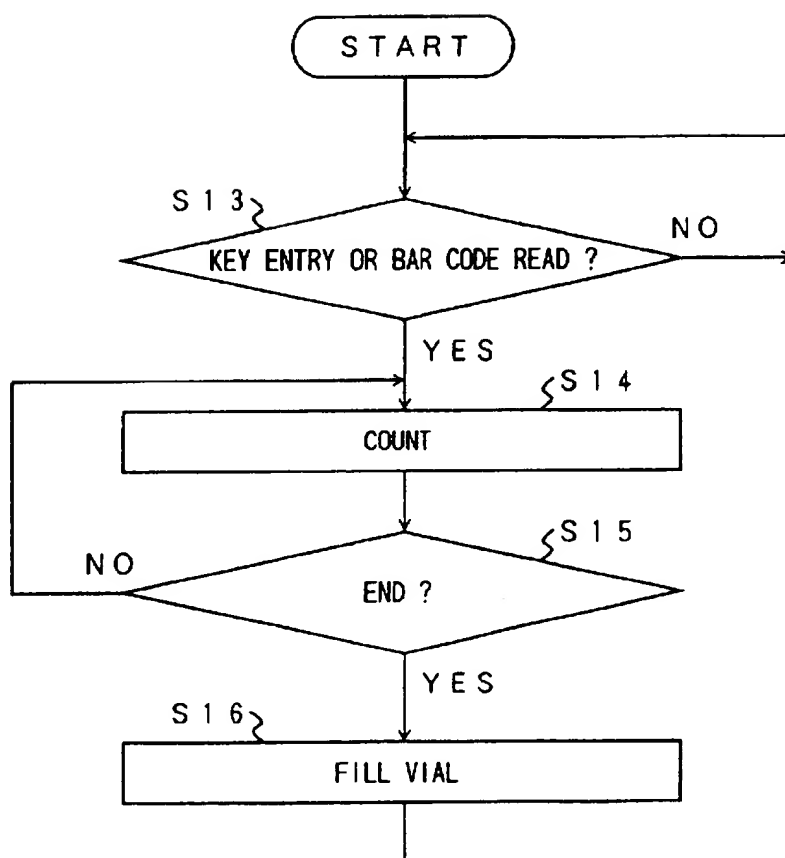 START
S13
KEY ENTRY OR BAR CODE READ ?
NO
YES
S14
COUNT
S15
NO
END ?
YES
S16
FILL VIAL